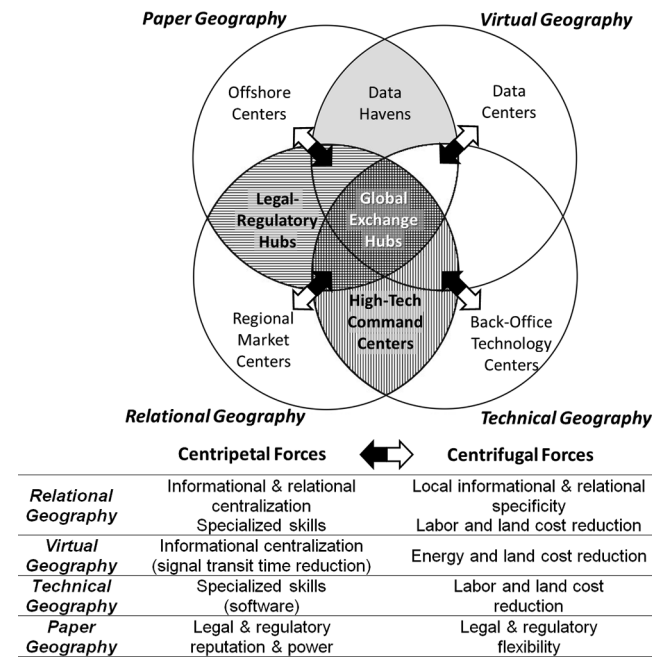 Paper Geography
Virtual Geography
Offshore
Centers
Data
Havens
Data
Centers
Legal-
Regulatory
Hubs
Global
Exchange
Hubs
Regional
Market
Centers
High-Tech
Command
Centers
Back-Office
Technology
Centers
Relational Geography
Technical Geography
Centripetal Forces
Centrifugal Forces
Relational
Geography
Informational & relational
centralization
Specialized skills
Local informational & relational
specificity
Labor and land cost reduction
Virtual
Geography
Informational centralization
(signal transit time reduction)
Energy and land cost reduction
Technical
Geography
Specialized skills
(software)
Labor and land cost
reduction
Paper
Geography
Legal & regulatory
reputation & power
Legal & regulatory
flexibility